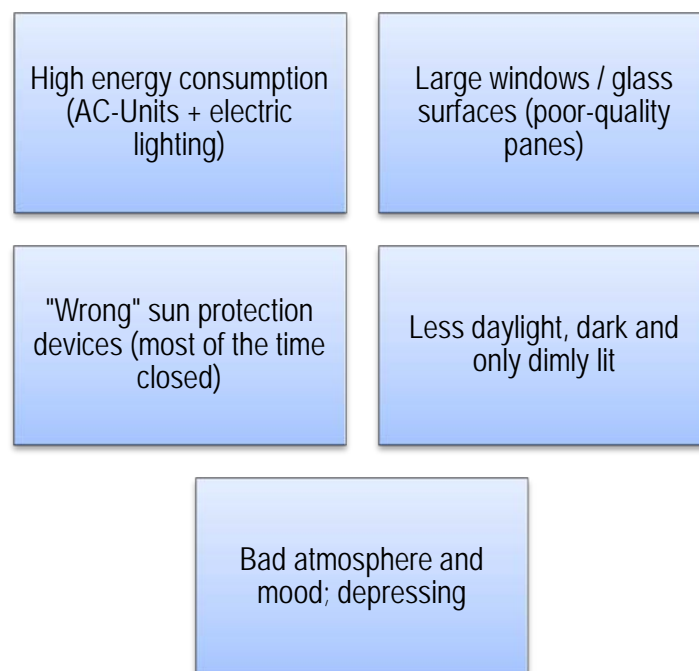 High energy consumption
(AC-Units + electric
lighting)
Large windows / glass
surfaces (poor-quality
panes)
"Wrong" sun protection
devices (most of the time
closed)
Less daylight, dark and
only dimly lit
Bad atmosphere and
mood; depressing